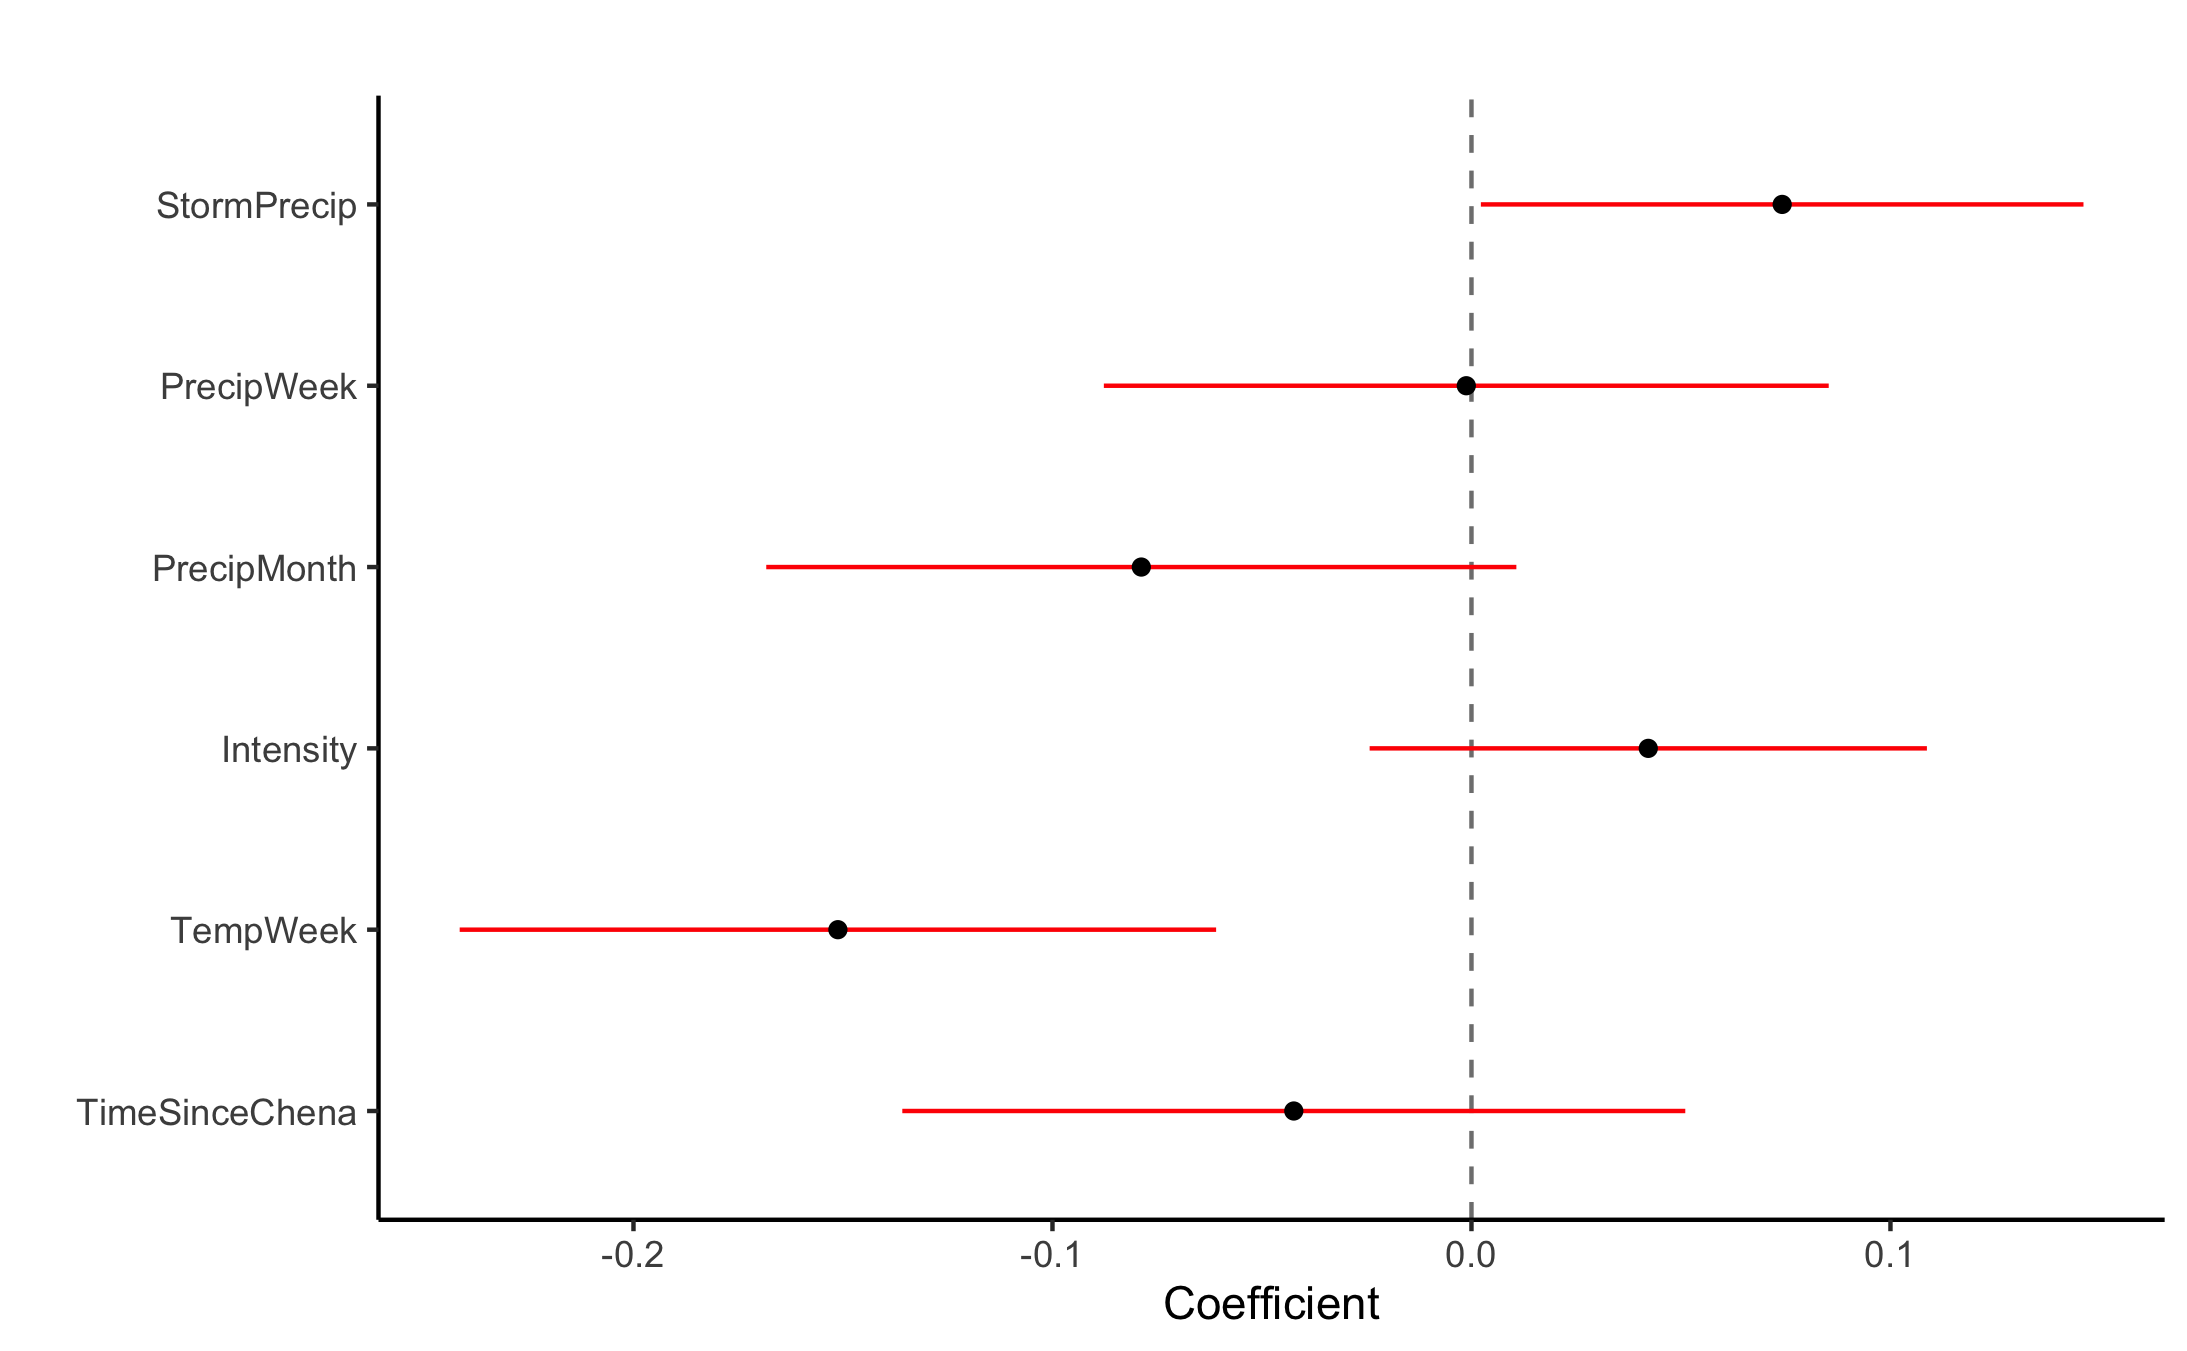 StormPrecip
PrecipWeek
PrecipMonth
Intensity
TempWeek
TimeSinceChena
-0.2 -0.1 0.0 0.1
Coefficient